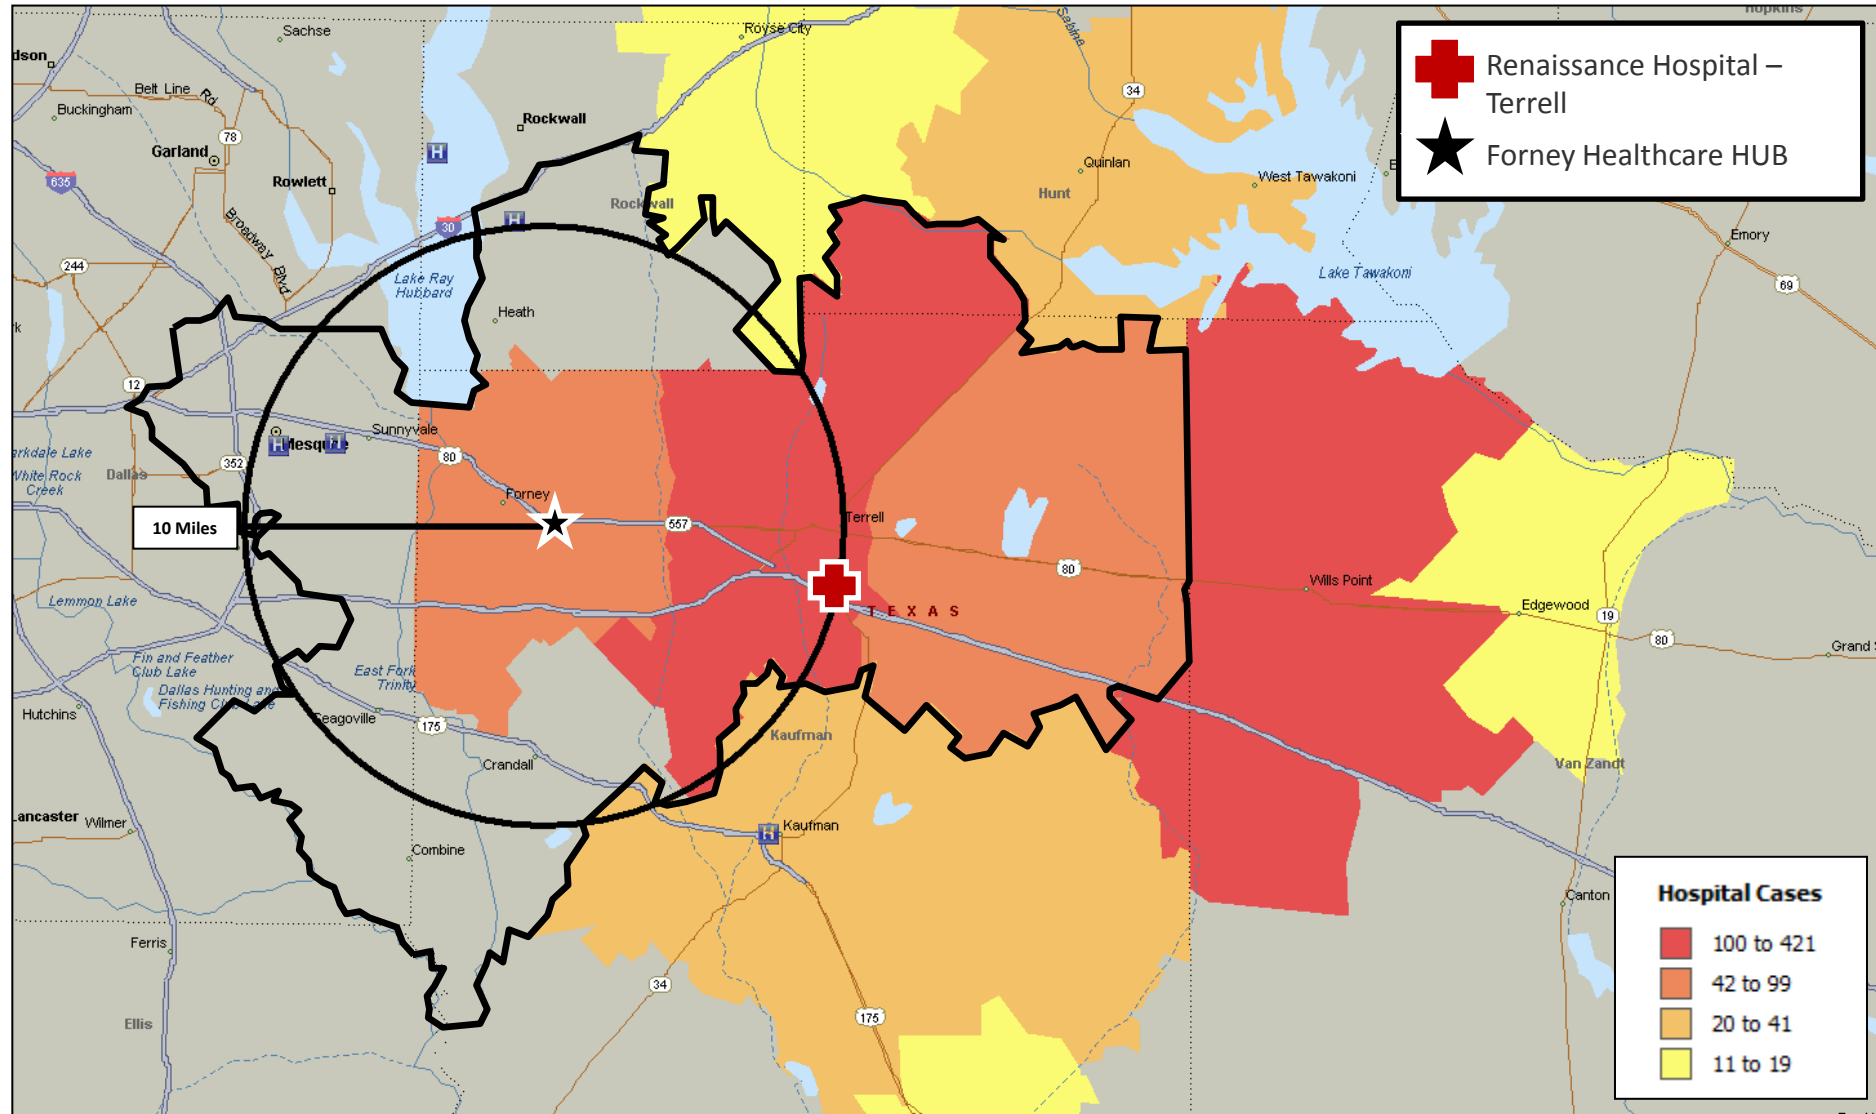 Sachse
Royse City
Sabine
Hopkins
Renaissance Hospital –
Terrell
Forney Healthcare HUB
Belt Line Rd
Buckingham
78
Garland
635
Rowlett
H
Rockwall
34
Quinlan
West Tawakoni
Hunt
Rockwall
30
H
Broadway Blvd
244
Emory
Lake Tawakoni
69
Lake Ray
Hubbard
Heath
12
H
Mesquite
H
Sunnyvale
80
Dallas
352
White Rock
Creek
Forney
10 Miles
557
Terrell
80
Wills Point
Edgewood
19
80
Grand
TEXAS
Lemmon Lake
Fin and Feather
Club Lake
East Fork
Trinity
Dallas Hunting and
Fishing Club Lake
Hutchins
Seagoville
175
Kaufman
Crandall
Van Zandt
Lancaster
Wilmer
H
Kaufman
Combine
Canton
Ferris
34
175
Ellis
Hospital Cases
100 to 421
42 to 99
20 to 41
11 to 19